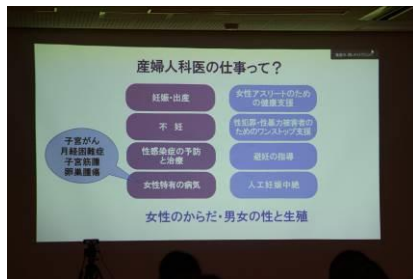 産婦人科医の仕事って？
妊娠・出産
女性アスリートのため
の健康支援
不 妊
性犯罪・性暴力被害者の
ためのワンストップ支援
性感染症の予防
と治療
避妊の指導
女性特有の病気
人工妊娠中絶
子宮がん
月経困難症
子宮筋腫
卵巣腫瘍
女性のからだ・男女の性と生殖